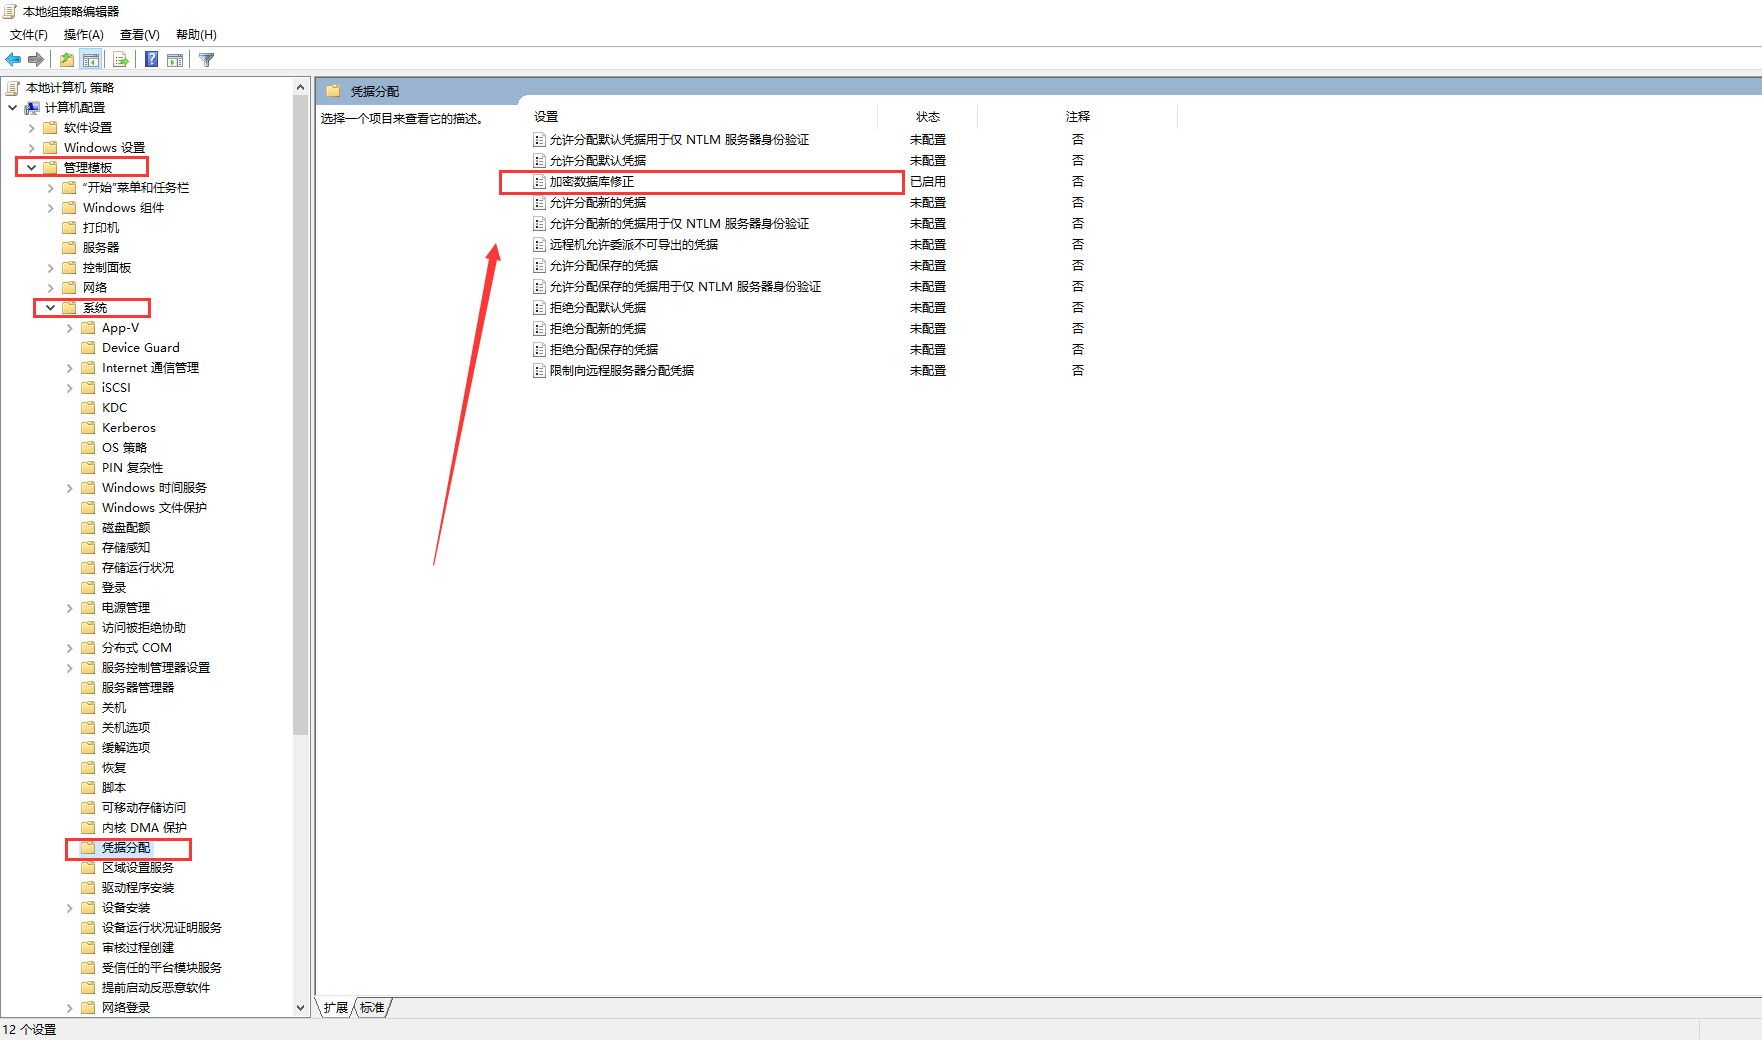 本地组策略编辑器
文件(F) 操作(A) 查看(V) 帮助(H)
本地计算机 策略
计算机配置
软件设置
Windows 设置
管理模板
"开始"菜单和任务栏
Windows 组件
打印机
服务器
控制面板
网络
系统
App-V
Device Guard
Internet 通信管理
iSCSI
KDC
Kerberos
OS 策略
PIN 复杂性
Windows 时间服务
Windows 文件保护
磁盘配额
存储感知
存储运行状况
登录
电源管理
访问被拒绝协助
分布式 COM
服务控制管理器设置
服务器管理器
关机
关机选项
缓解选项
恢复
脚本
可移动存储访问
内核 DMA 保护
凭据分配
区域设置服务
驱动程序安装
设备安装
设备运行状况证明服务
审核过程创建
受信任的平台模块服务
提前启动反恶意软件
网络登录
凭据分配
选择一个项目来查看它的描述。
设置 状态 注释
允许分配默认凭据用于仅 NTLM 服务器身份验证 未配置 否
允许分配默认凭据 未配置 否
加密数据库修正 已启用 否
允许分配新的凭据 未配置 否
允许分配新的凭据用于仅 NTLM 服务器身份验证 未配置 否
远程机允许委派不可导出的凭据 未配置 否
允许分配保存的凭据 未配置 否
允许分配保存的凭据用于仅 NTLM 服务器身份验证 未配置 否
拒绝分配默认凭据 未配置 否
拒绝分配新的凭据 未配置 否
拒绝分配保存的凭据 未配置 否
限制向远程服务器分配凭据 未配置 否
扩展 标准
12 个设置